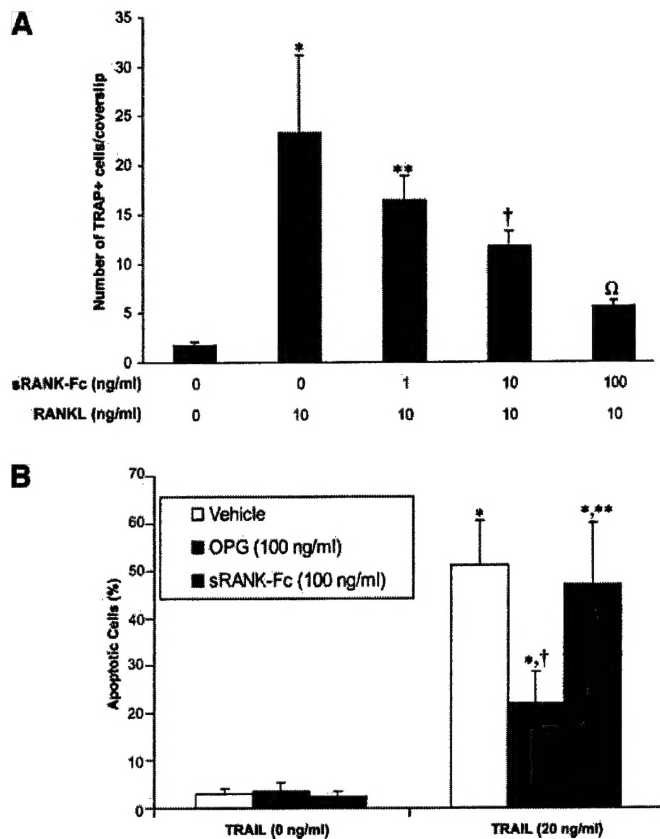 A
Number of TRAP+ cells/coverslip
35
30
25
20
15
10
5
0
*
**
†
Ω
sRANK-Fc (ng/ml) 0 0 1 10 100
RANKL (ng/ml) 0 10 10 10 10
B
Apoptotic Cells (%)
70
60
50
40
30
20
10
0
Vehicle
OPG (100 ng/ml)
sRANK-Fc (100 ng/ml)
*
*,†
*,**
TRAIL (0 ng/ml) TRAIL (20 ng/ml)